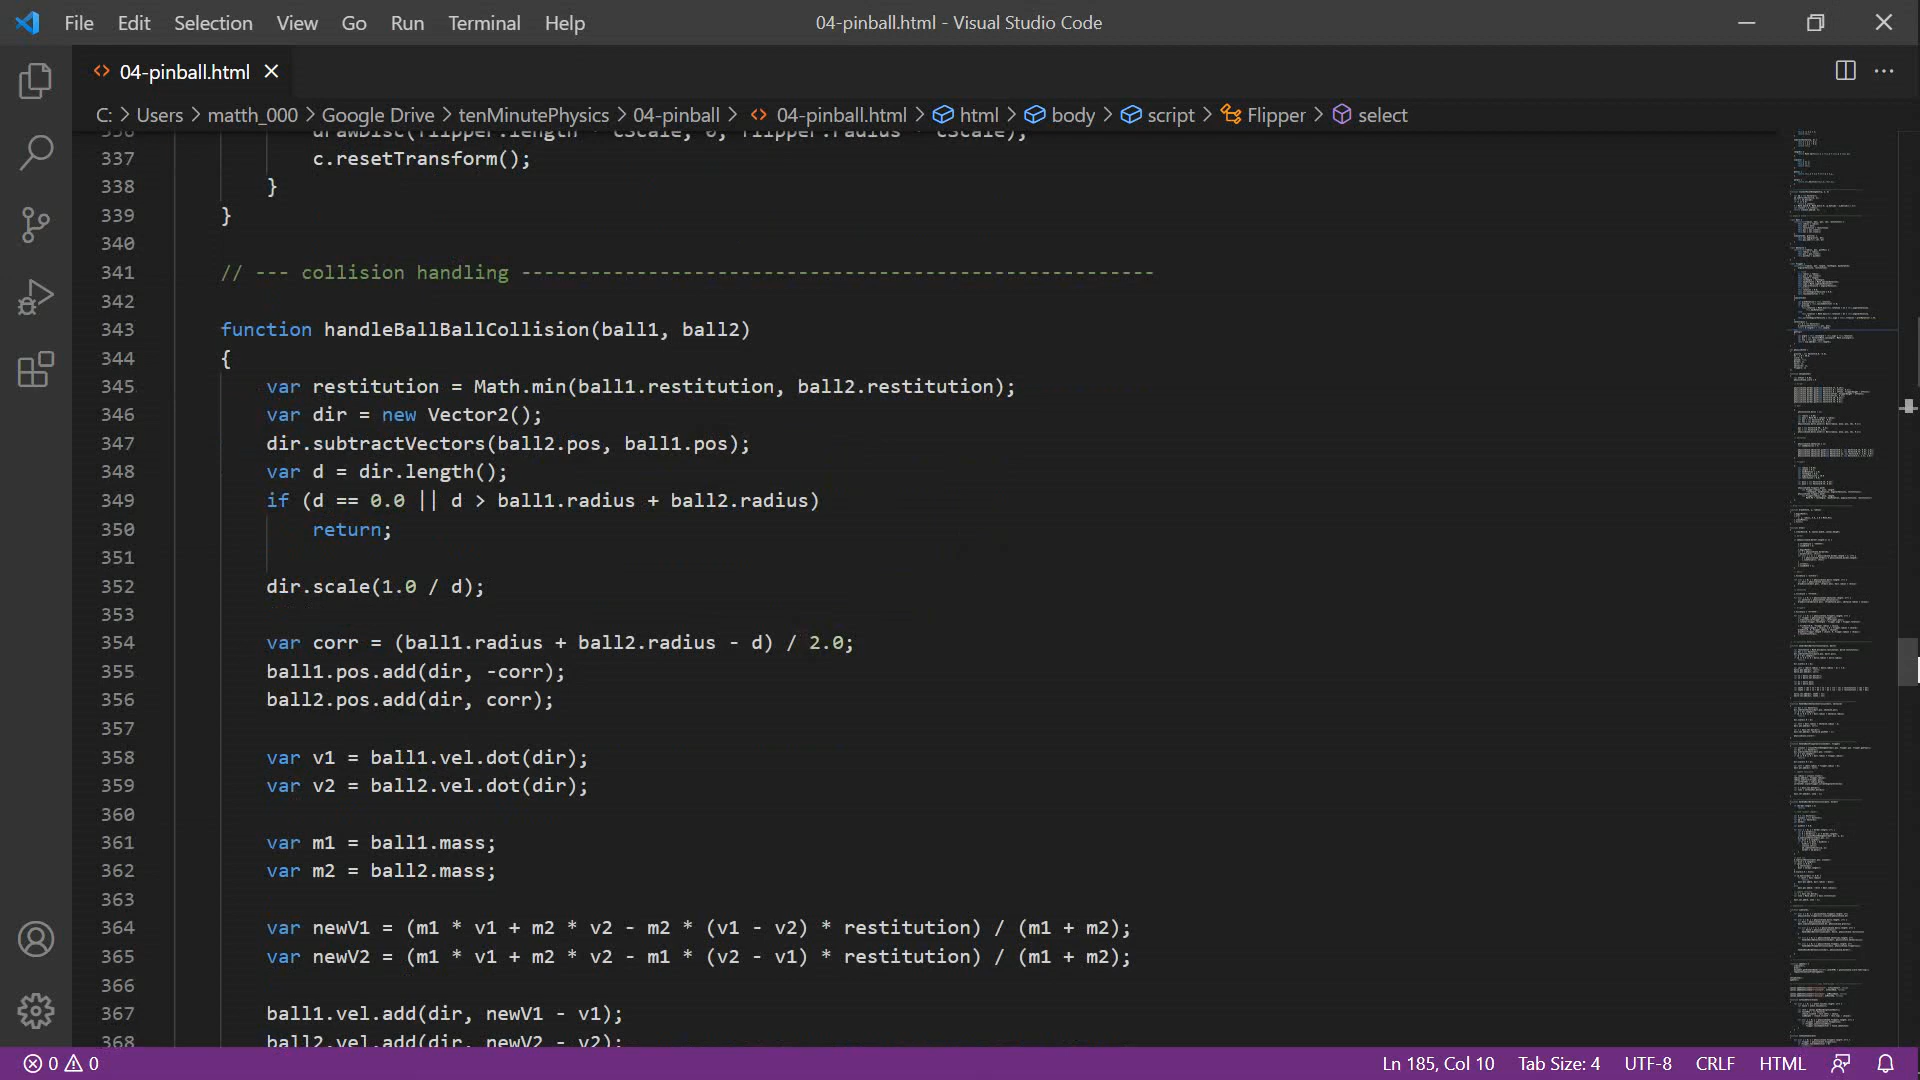 File Edit Selection View Go Run Terminal Help
04-pinball.html - Visual Studio Code
04-pinball.html
C: > Users > matth_000 > Google Drive > tenMinutePhysics > 04-pinball > 04-pinball.html > html > body > script > Flipper > select
337 c.resetTransform();
338 }
339 }
340
341 // --- collision handling -------------------------------------------------------
342
343 function handleBallBallCollision(ball1, ball2)
344 {
345 var restitution = Math.min(ball1.restitution, ball2.restitution);
346 var dir = new Vector2();
347 dir.subtractVectors(ball2.pos, ball1.pos);
348 var d = dir.length();
349 if (d == 0.0 || d > ball1.radius + ball2.radius)
350 return;
351
352 dir.scale(1.0 / d);
353
354 var corr = (ball1.radius + ball2.radius - d) / 2.0;
355 ball1.pos.add(dir, -corr);
356 ball2.pos.add(dir, corr);
357
358 var v1 = ball1.vel.dot(dir);
359 var v2 = ball2.vel.dot(dir);
360
361 var m1 = ball1.mass;
362 var m2 = ball2.mass;
363
364 var newV1 = (m1 * v1 + m2 * v2 - m2 * (v1 - v2) * restitution) / (m1 + m2);
365 var newV2 = (m1 * v1 + m2 * v2 - m1 * (v2 - v1) * restitution) / (m1 + m2);
366
367 ball1.vel.add(dir, newV1 - v1);
368 ball2.vel.add(dir, newV2 - v2);
0 0
Ln 185, Col 10 Tab Size: 4 UTF-8 CRLF HTML